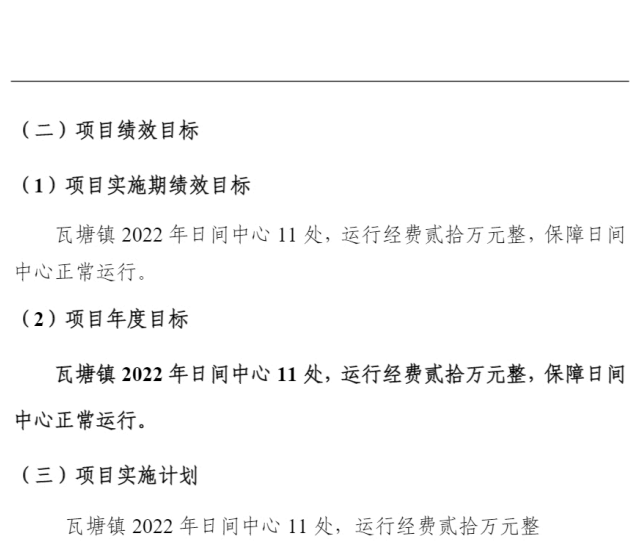 （二）项目绩效目标
（1）项目实施期绩效目标
瓦塘镇 2022 年日间中心 11 处，运行经费贰拾万元整，保障日间
中心正常运行。
（2）项目年度目标
瓦塘镇 2022 年日间中心 11 处，运行经费贰拾万元整，保障日间
中心正常运行。
（三）项目实施计划
瓦塘镇 2022 年日间中心 11 处，运行经费贰拾万元整